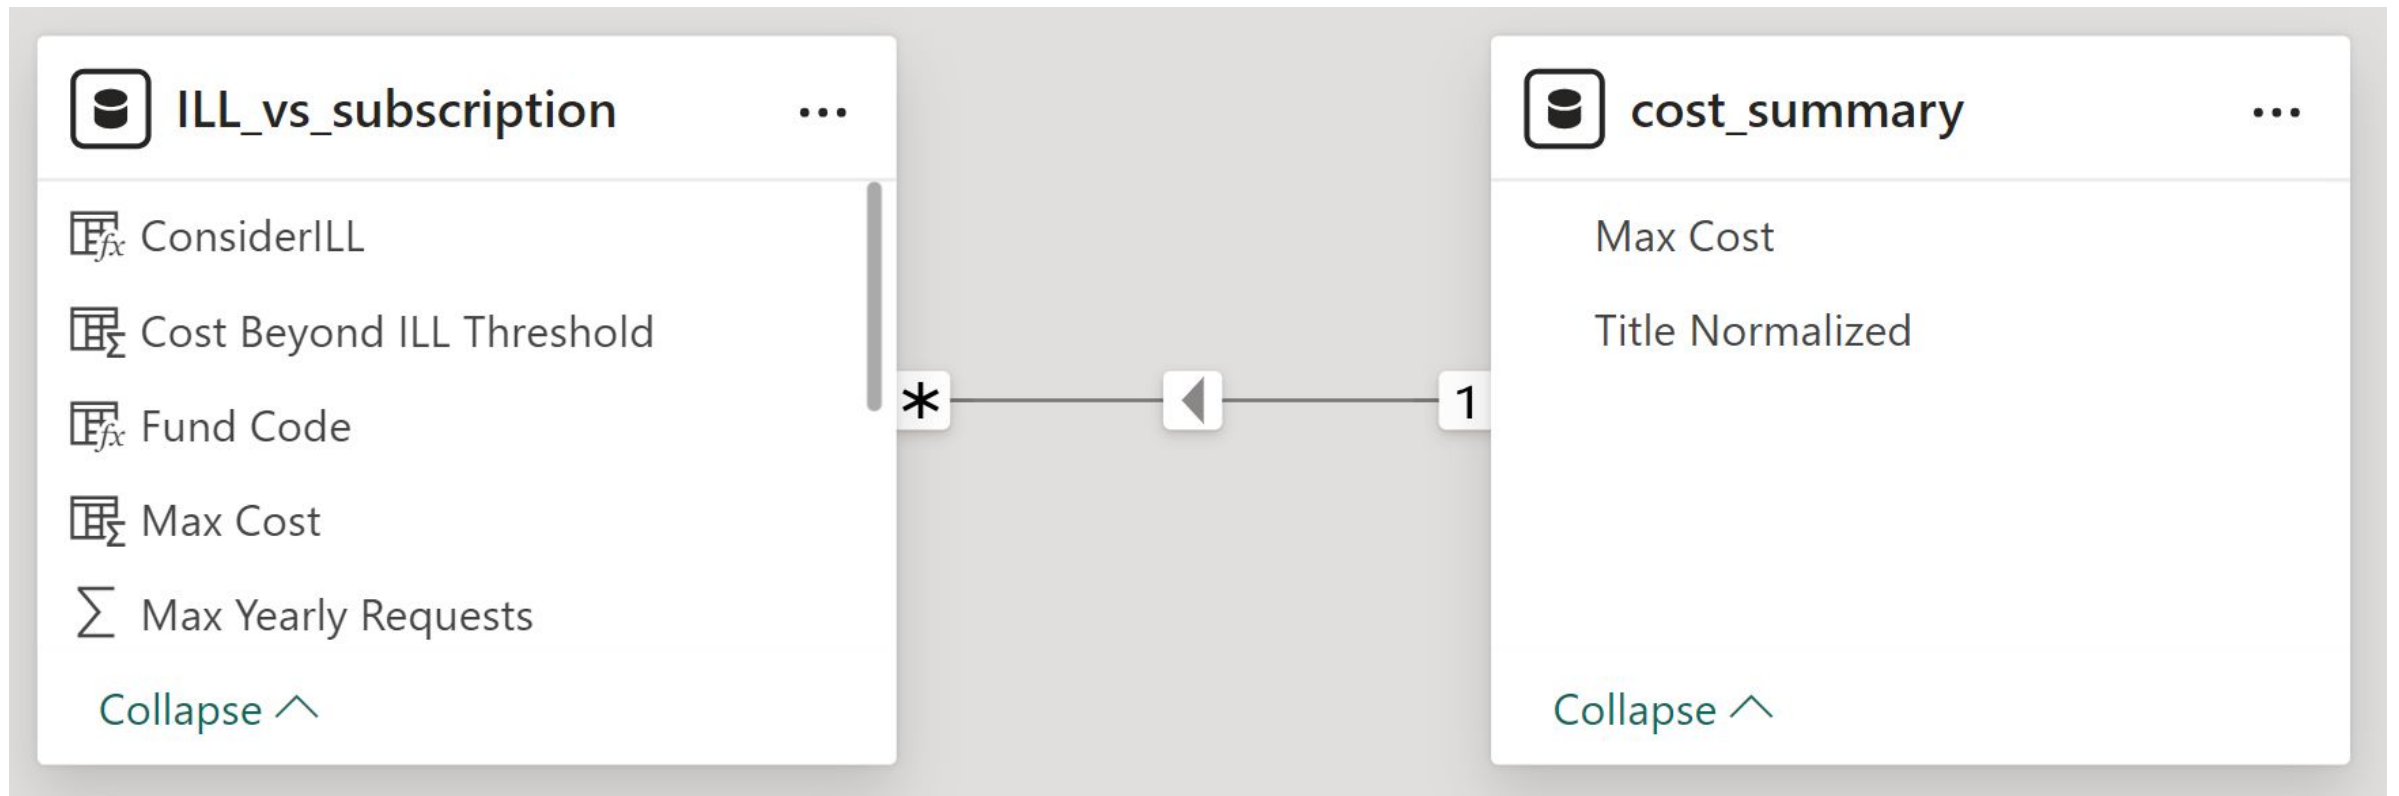 ILL_vs_subscription
ConsiderILL
Cost Beyond ILL Threshold
Fund Code
Max Cost
Max Yearly Requests
Collapse
* 1
cost_summary
Max Cost
Title Normalized
Collapse